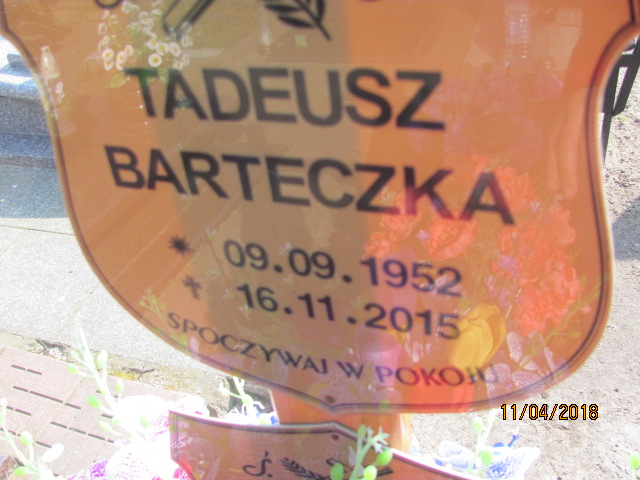 TADEUSZ
BARTECZKA
* 09.09.1952
✝ 16.11.2015
SPOCZYWAJ W POKOJU
11/04/2018
Ś.